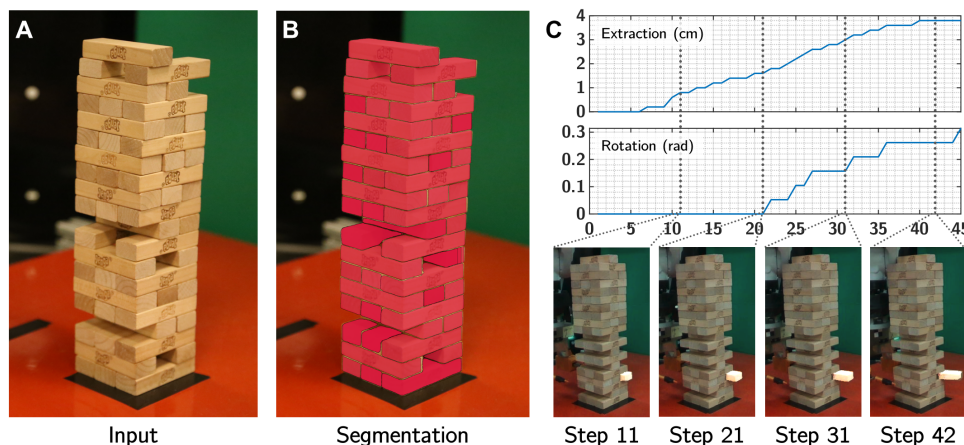 A
B
C
Extraction (cm)
4
3
2
1
0
Rotation (rad)
0.3
0.2
0.1
0
0 5 10 15 20 25 30 35 40 45
Input
Segmentation
Step 11
Step 21
Step 31
Step 42